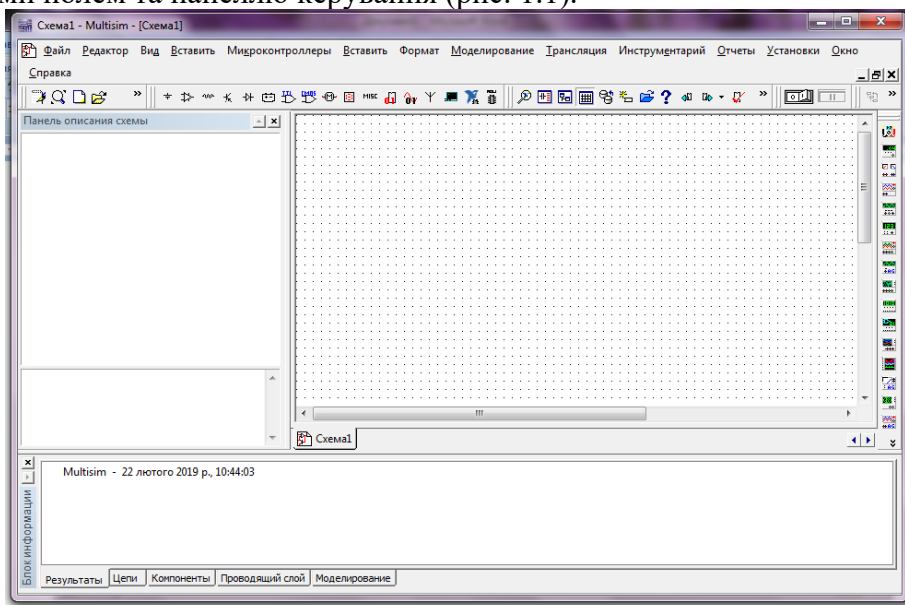 ми полем та панеллю керування (рис. 1.1).
Схема1 - Multisim - [Схема1]
Файл Редактор Вид Вставить Микроконтроллеры Вставить Формат Моделирование Трансляция Инструментарий Отчеты Установки Окно
Справка
MISC
Панель описания схемы
Схема1
Multisim - 22 лютого 2019 р., 10:44:03
Блок информации
Результаты Цепи Компоненты Проводящий слой Моделирование